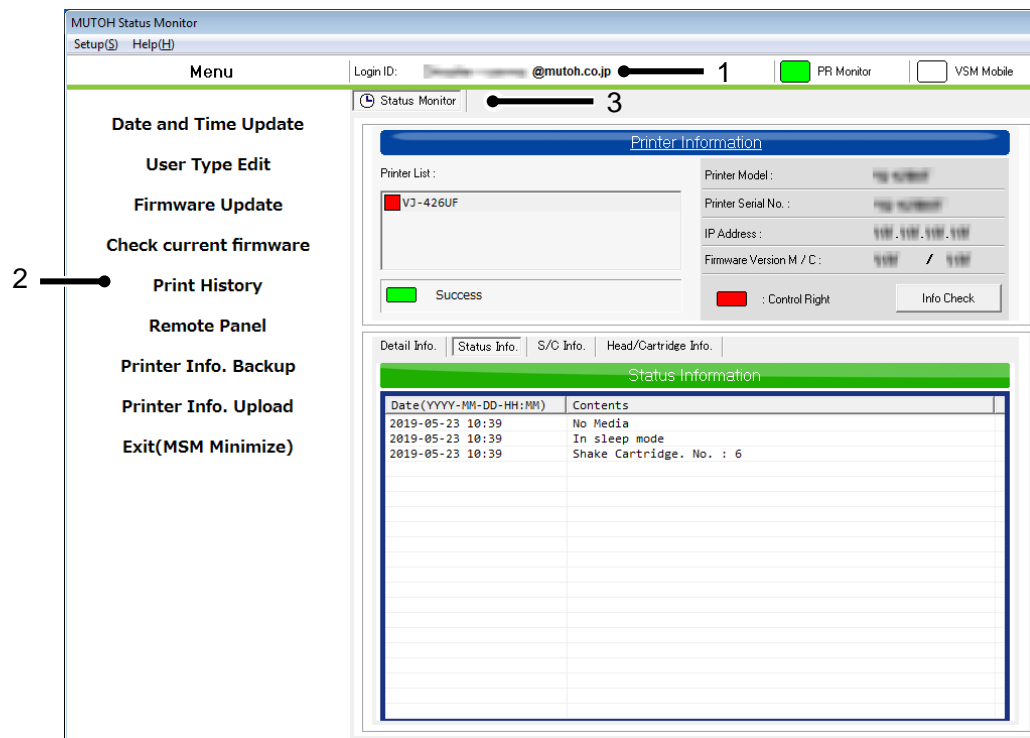 MUTOH Status Monitor
Setup(S) Help(H)
Menu
Login ID: @mutoh.co.jp 1 PR Monitor VSM Mobile
Status Monitor 3
Date and Time Update
User Type Edit
Firmware Update
Check current firmware
2 Print History
Remote Panel
Printer Info. Backup
Printer Info. Upload
Exit(MSM Minimize)
Printer Information
Printer List :
VJ-426UF
Success
Printer Model :
Printer Serial No. :
IP Address : . . .
Firmware Version M / C : /
: Control Right Info Check
Detail Info. Status Info. S/C Info. Head/Cartridge Info.
Status Information
Date(YYYY-MM-DD-HH:MM) Contents
2019-05-23 10:39 No Media
2019-05-23 10:39 In sleep mode
2019-05-23 10:39 Shake Cartridge. No. : 6